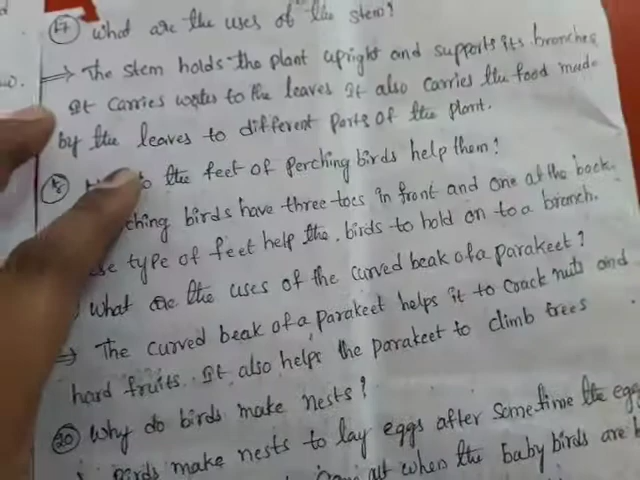 17 What are the uses of the stem?
⇒ The stem holds the plant upright and supports its branches
It carries water to the leaves It also carries the food made
by the leaves to different parts of the plant.
18 the feet of perching birds help them?
ching birds have three toes in front and one at the back.
se type of feet help the birds to hold on to a branch.
What are the uses of the curved beak of a parakeet?
⇒ The curved beak of a parakeet helps it to crack nuts and
hard fruits. It also helps the parakeet to climb trees
20 Why do birds make nests?
Birds make nests to lay eggs after sometime the egg
out when the baby birds are